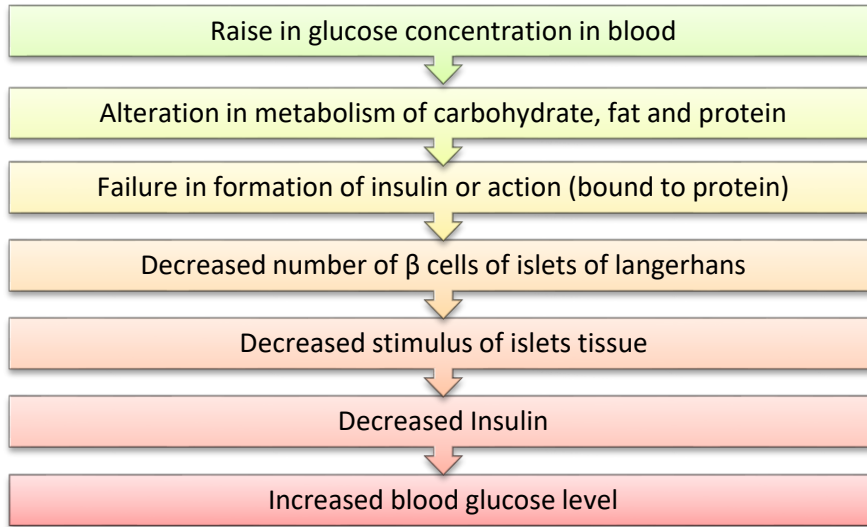 Raise in glucose concentration in blood
Alteration in metabolism of carbohydrate, fat and protein
Failure in formation of insulin or action (bound to protein)
Decreased number of β cells of islets of langerhans
Decreased stimulus of islets tissue
Decreased Insulin
Increased blood glucose level